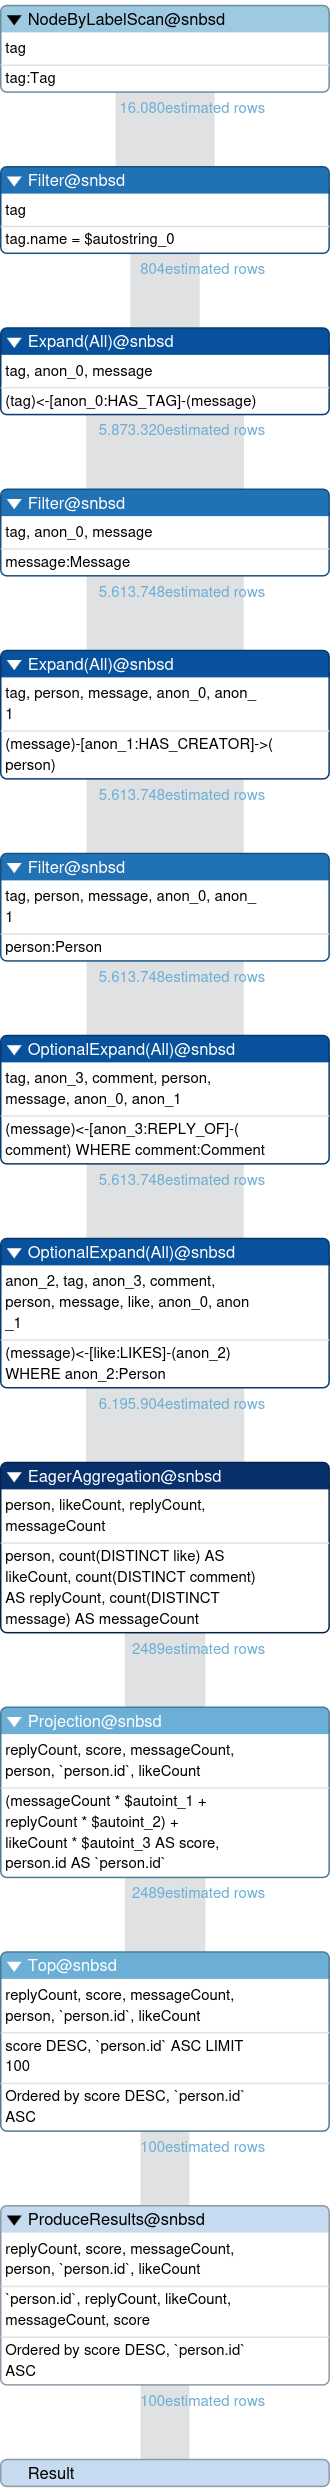 NodeByLabelScan@snbsd
tag
tag:Tag
16.080estimated rows
Filter@snbsd
tag
tag.name = $autostring_0
804estimated rows
Expand(All)@snbsd
tag, anon_0, message
(tag)<-[anon_0:HAS_TAG]-(message)
5.873.320estimated rows
Filter@snbsd
tag, anon_0, message
message:Message
5.613.748estimated rows
Expand(All)@snbsd
tag, person, message, anon_0, anon_
1
(message)-[anon_1:HAS_CREATOR]->(
person)
5.613.748estimated rows
Filter@snbsd
tag, person, message, anon_0, anon_
1
person:Person
5.613.748estimated rows
OptionalExpand(All)@snbsd
tag, anon_3, comment, person,
message, anon_0, anon_1
(message)<-[anon_3:REPLY_OF]-(
comment) WHERE comment:Comment
5.613.748estimated rows
OptionalExpand(All)@snbsd
anon_2, tag, anon_3, comment,
person, message, like, anon_0, anon
_1
(message)<-[like:LIKES]-(anon_2)
WHERE anon_2:Person
6.195.904estimated rows
EagerAggregation@snbsd
person, likeCount, replyCount,
messageCount
person, count(DISTINCT like) AS
likeCount, count(DISTINCT comment)
AS replyCount, count(DISTINCT
message) AS messageCount
2489estimated rows
Projection@snbsd
replyCount, score, messageCount,
person, `person.id`, likeCount
(messageCount * $autoint_1 +
replyCount * $autoint_2) +
likeCount * $autoint_3 AS score,
person.id AS `person.id`
2489estimated rows
Top@snbsd
replyCount, score, messageCount,
person, `person.id`, likeCount
score DESC, `person.id` ASC LIMIT
100
Ordered by score DESC, `person.id`
ASC
100estimated rows
ProduceResults@snbsd
replyCount, score, messageCount,
person, `person.id`, likeCount
`person.id`, replyCount, likeCount,
messageCount, score
Ordered by score DESC, `person.id`
ASC
100estimated rows
Result